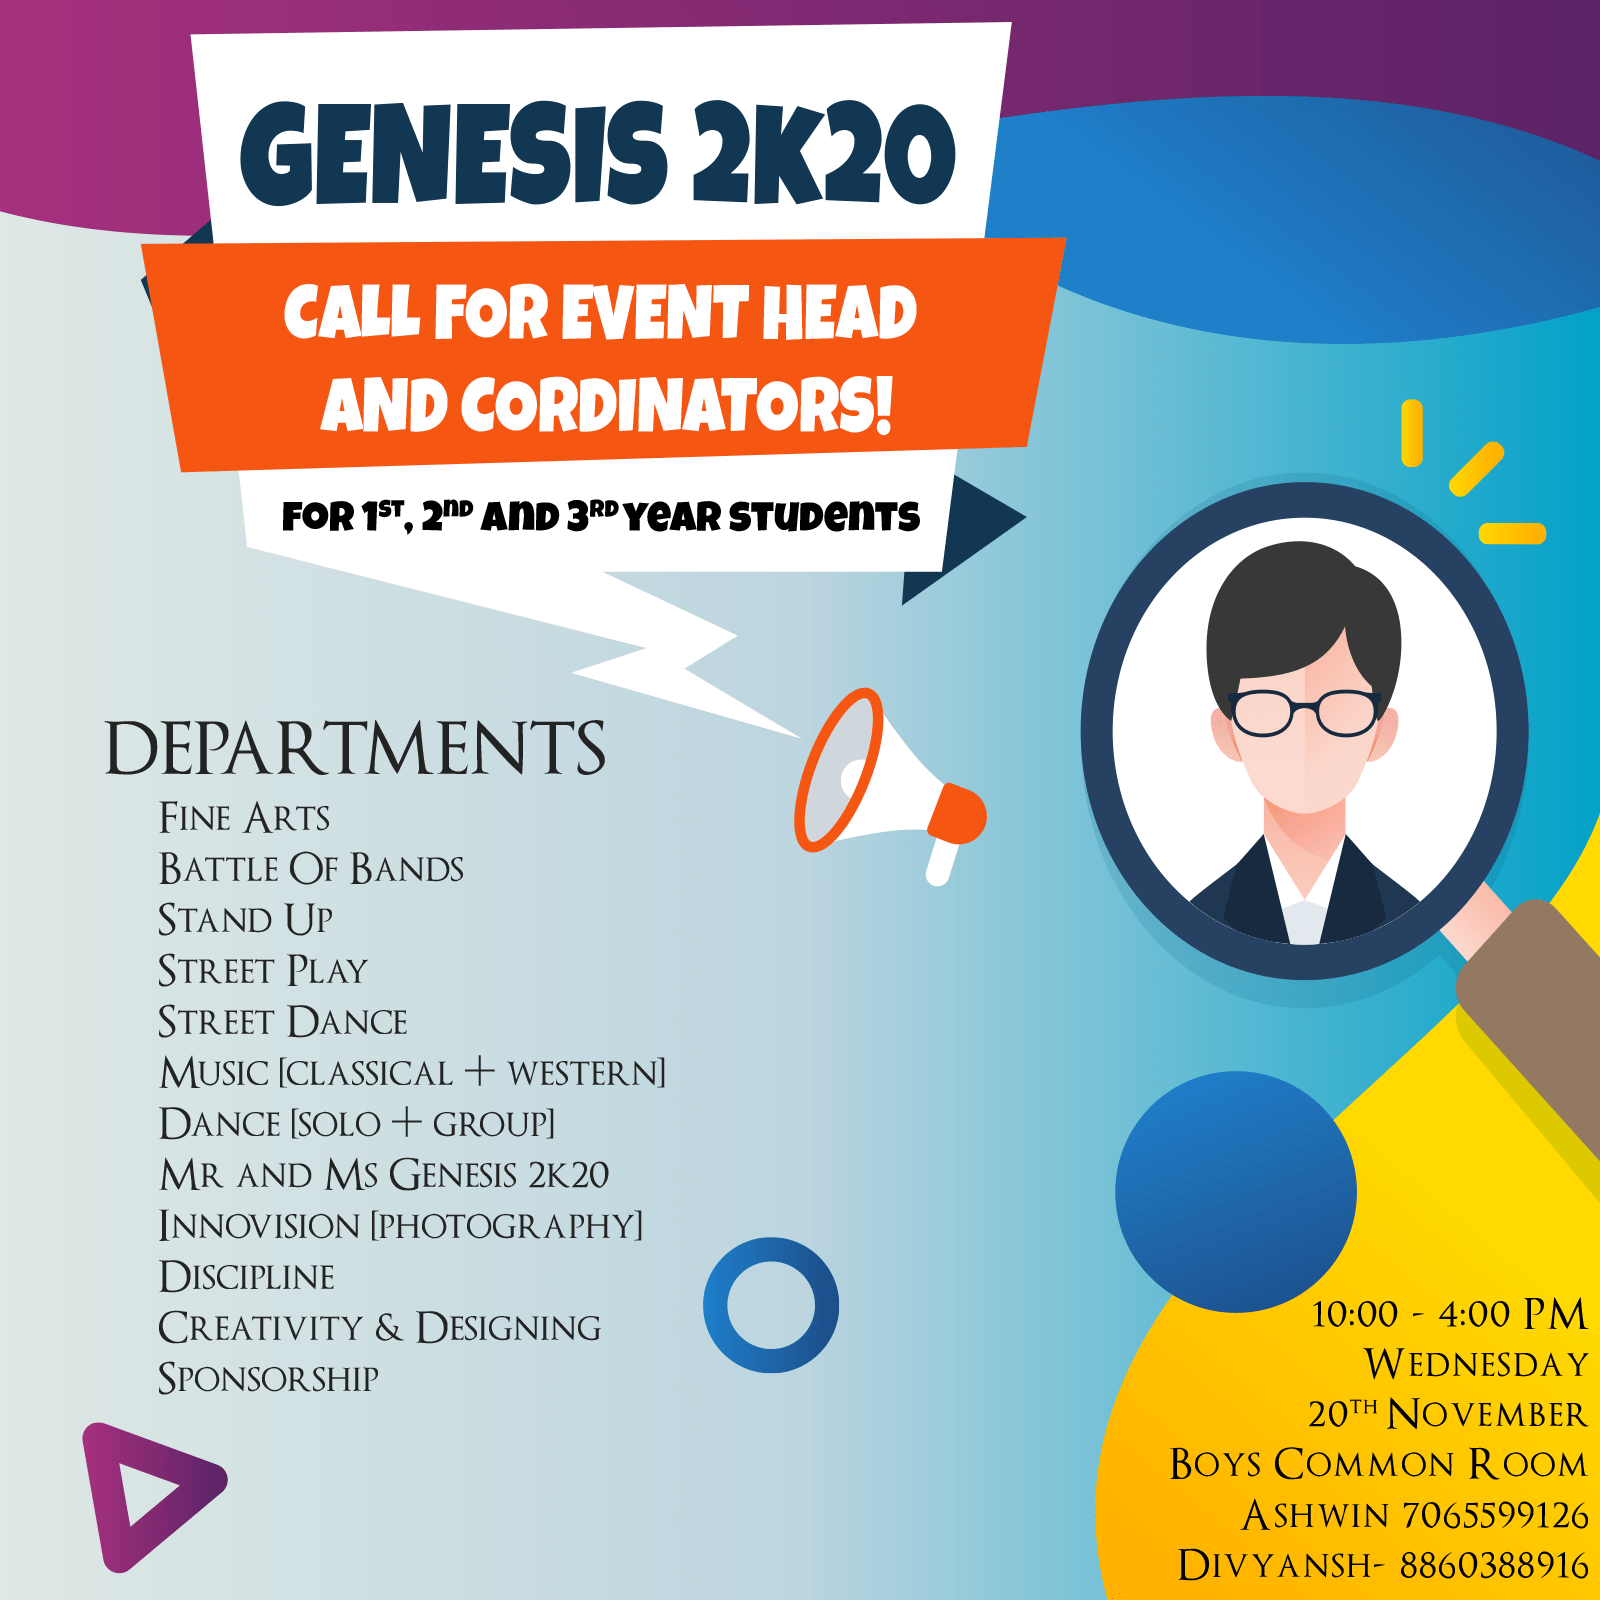 GENESIS 2K20
CALL FOR EVENT HEAD
AND CORDINATORS!
FOR 1ST, 2ND AND 3RD YEAR STUDENTS
DEPARTMENTS
Fine Arts
Battle Of Bands
Stand Up
Street Play
Street Dance
Music [classical + western]
Dance [solo + group]
Mr and Ms Genesis 2k20
Innovision [photography]
Discipline
Creativity & Designing
Sponsorship
10:00 - 4:00 PM
Wednesday
20th November
Boys Common Room
Ashwin 7065599126
Divyansh- 8860388916